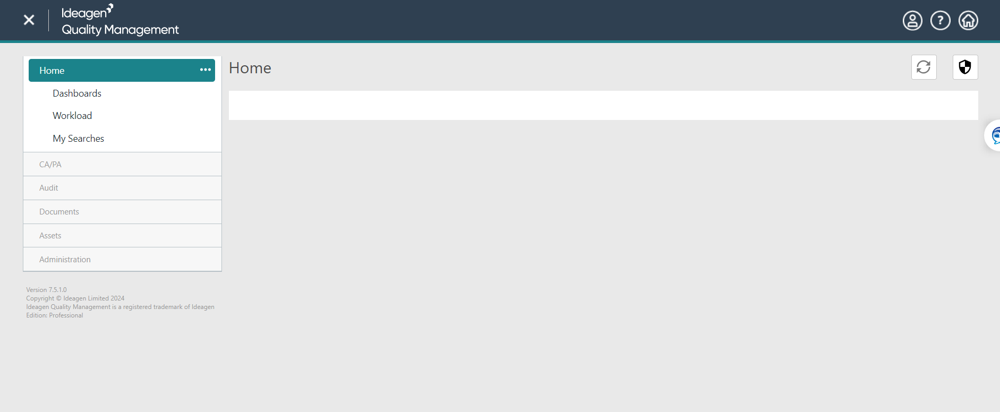 Ideagen
Quality Management
?
Home
Dashboards
Workload
My Searches
CA/PA
Audit
Documents
Assets
Administration
Version 7.5.1.0
Copyright © Ideagen Limited 2024
Ideagen Quality Management is a registered trademark of Ideagen
Edition: Professional
Home